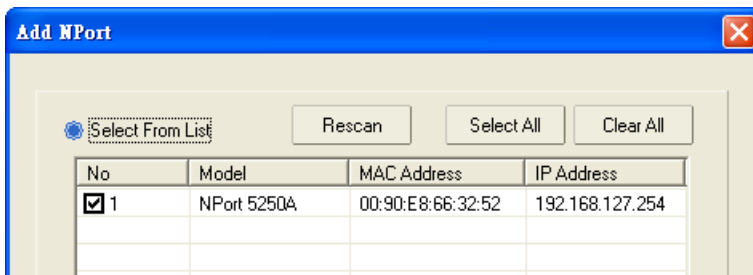 Add NPort
Select From List Rescan Select All Clear All
No Model MAC Address IP Address
1 NPort 5250A 00:90:E8:66:32:52 192.168.127.254